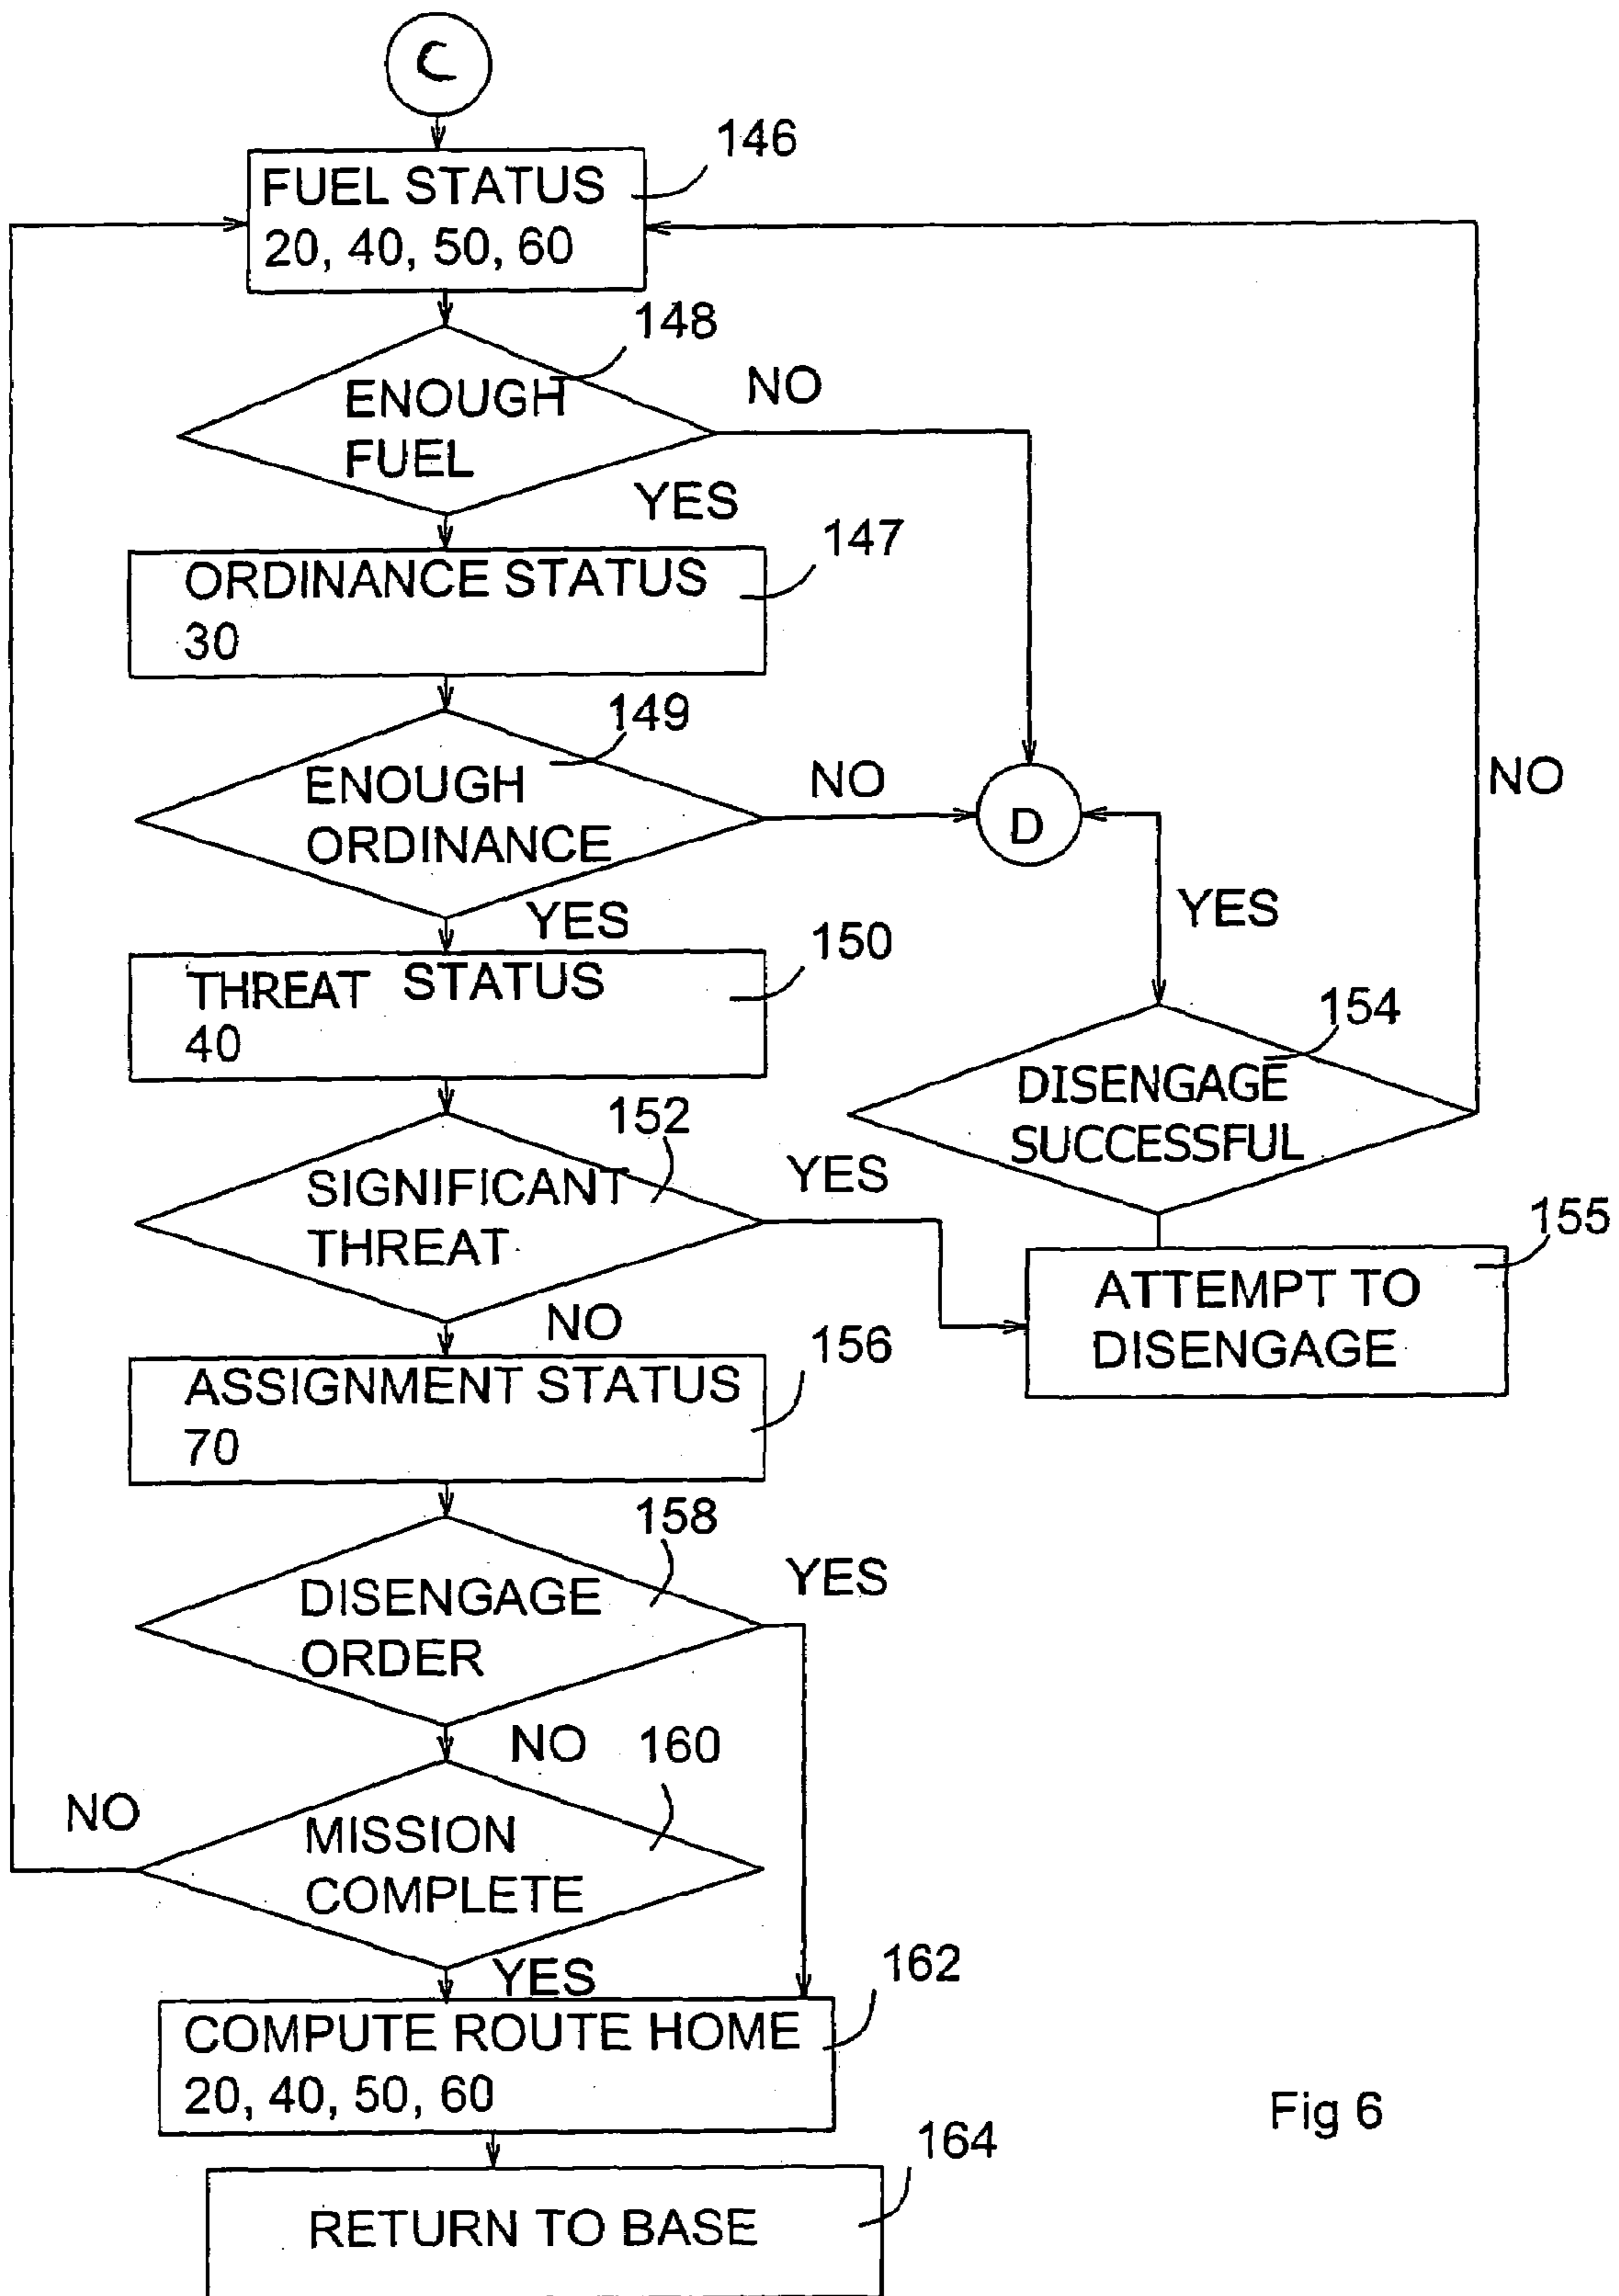 C
146
FUEL STATUS
20, 40, 50, 60
148
ENOUGH
FUEL
NO
YES
147
ORDINANCE STATUS
30
149
ENOUGH
ORDINANCE
NO
D
NO
YES
YES
150
THREAT STATUS
40
154
DISENGAGE
SUCCESSFUL
152
SIGNIFICANT
THREAT
YES
155
ATTEMPT TO
DISENGAGE
NO
156
ASSIGNMENT STATUS
70
158
DISENGAGE
ORDER
YES
NO
160
NO
MISSION
COMPLETE
YES
162
COMPUTE ROUTE HOME
20, 40, 50, 60
Fig 6
164
RETURN TO BASE